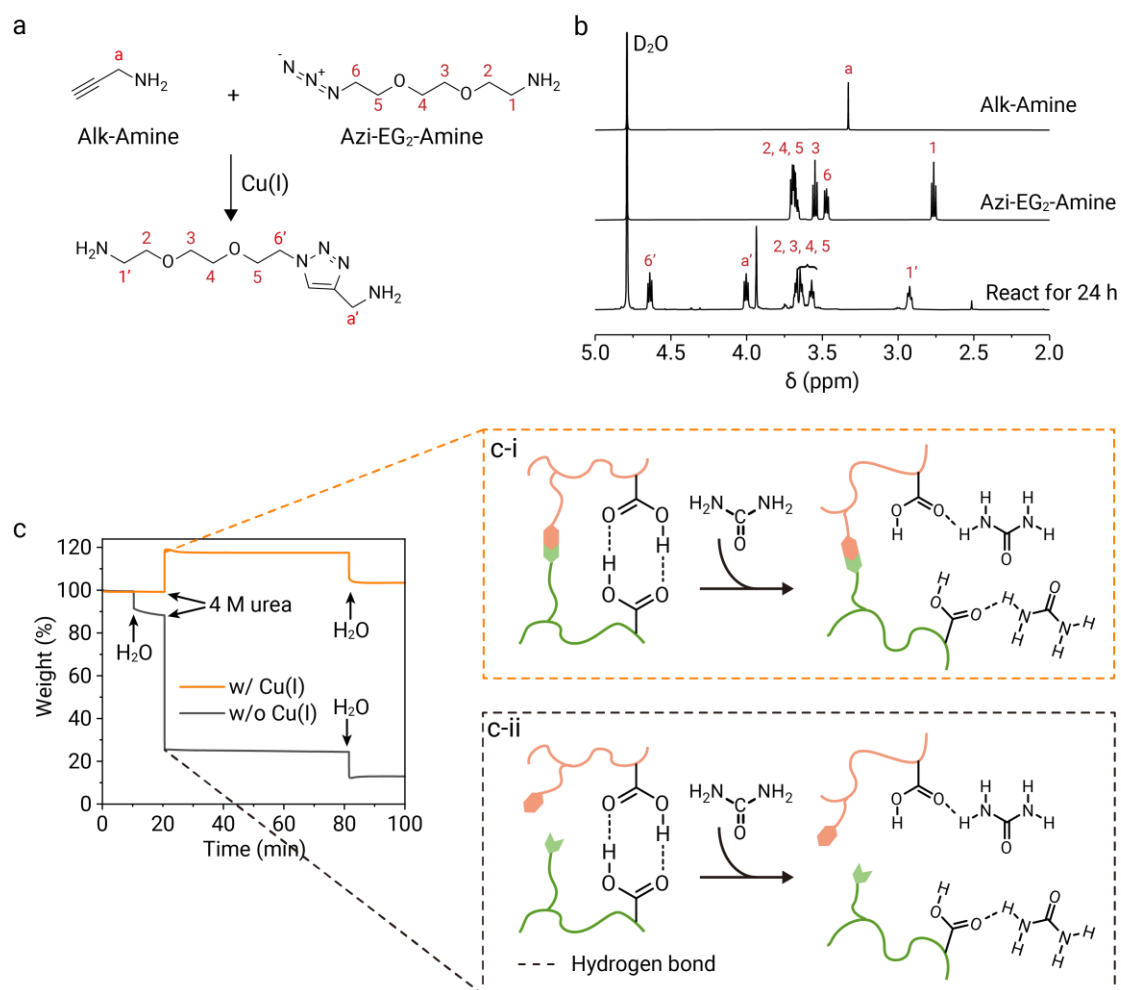 a
a
NH₂
+
N
N⁺
N
-
6
5
O
4
3
O
2
1
NH₂
Alk-Amine
Azi-EG₂-Amine
Cu(I)
H₂N
1'
2
O
3
4
O
5
6'
N
N
N
NH₂
a'
b
D₂O
a
Alk-Amine
2, 4, 5
3
6
1
Azi-EG₂-Amine
6'
a'
2, 3, 4, 5
1'
React for 24 h
5.0 4.5 4.0 3.5 3.0 2.5 2.0
δ (ppm)
c
Weight (%)
120
100
80
60
40
20
0
H₂O
4 M urea
H₂O
w/ Cu(I)
w/o Cu(I)
H₂O
0 20 40 60 80 100
Time (min)
c-i
O
O
H
H
O
O
H₂N
NH₂
O
O
O
H
H
H
N
N
H
H
O
H
O
O
H
N
H
O
N
H
H
c-ii
O
O
H
H
O
O
H₂N
NH₂
O
O
O
H
H
H
N
N
H
H
O
H
O
O
H
N
H
O
N
H
H
Hydrogen bond